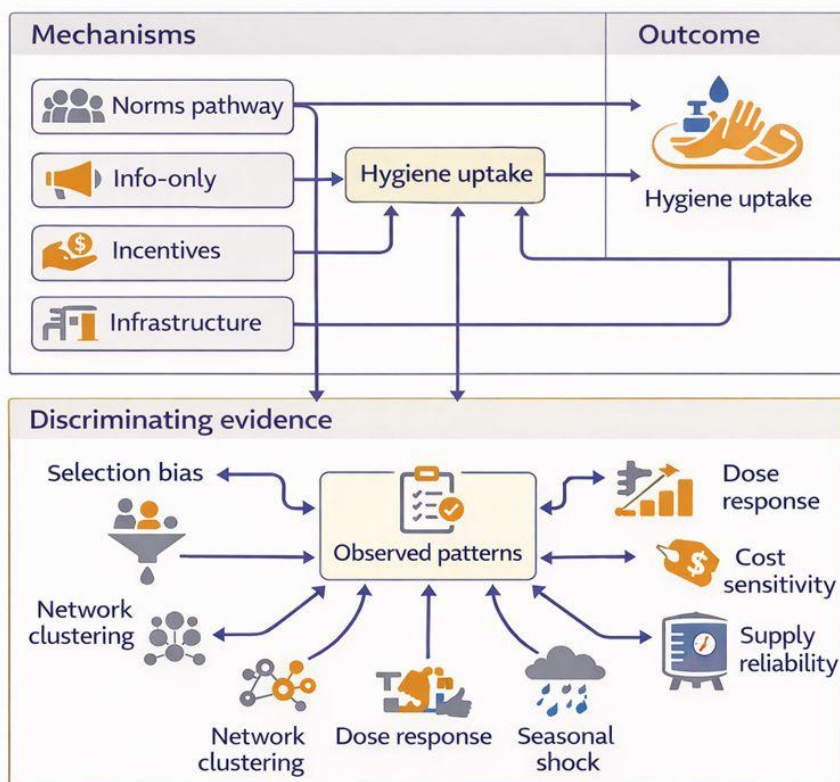 Mechanisms
Outcome
Norms pathway
Info-only
Hygiene uptake
Hygiene uptake
$
Incentives
Infrastructure
Discriminating evidence
Selection bias
Observed patterns
Dose
response
$
Cost
sensitivity
Network
clustering
Supply
reliability
Network
clustering
Dose response
Seasonal
shock